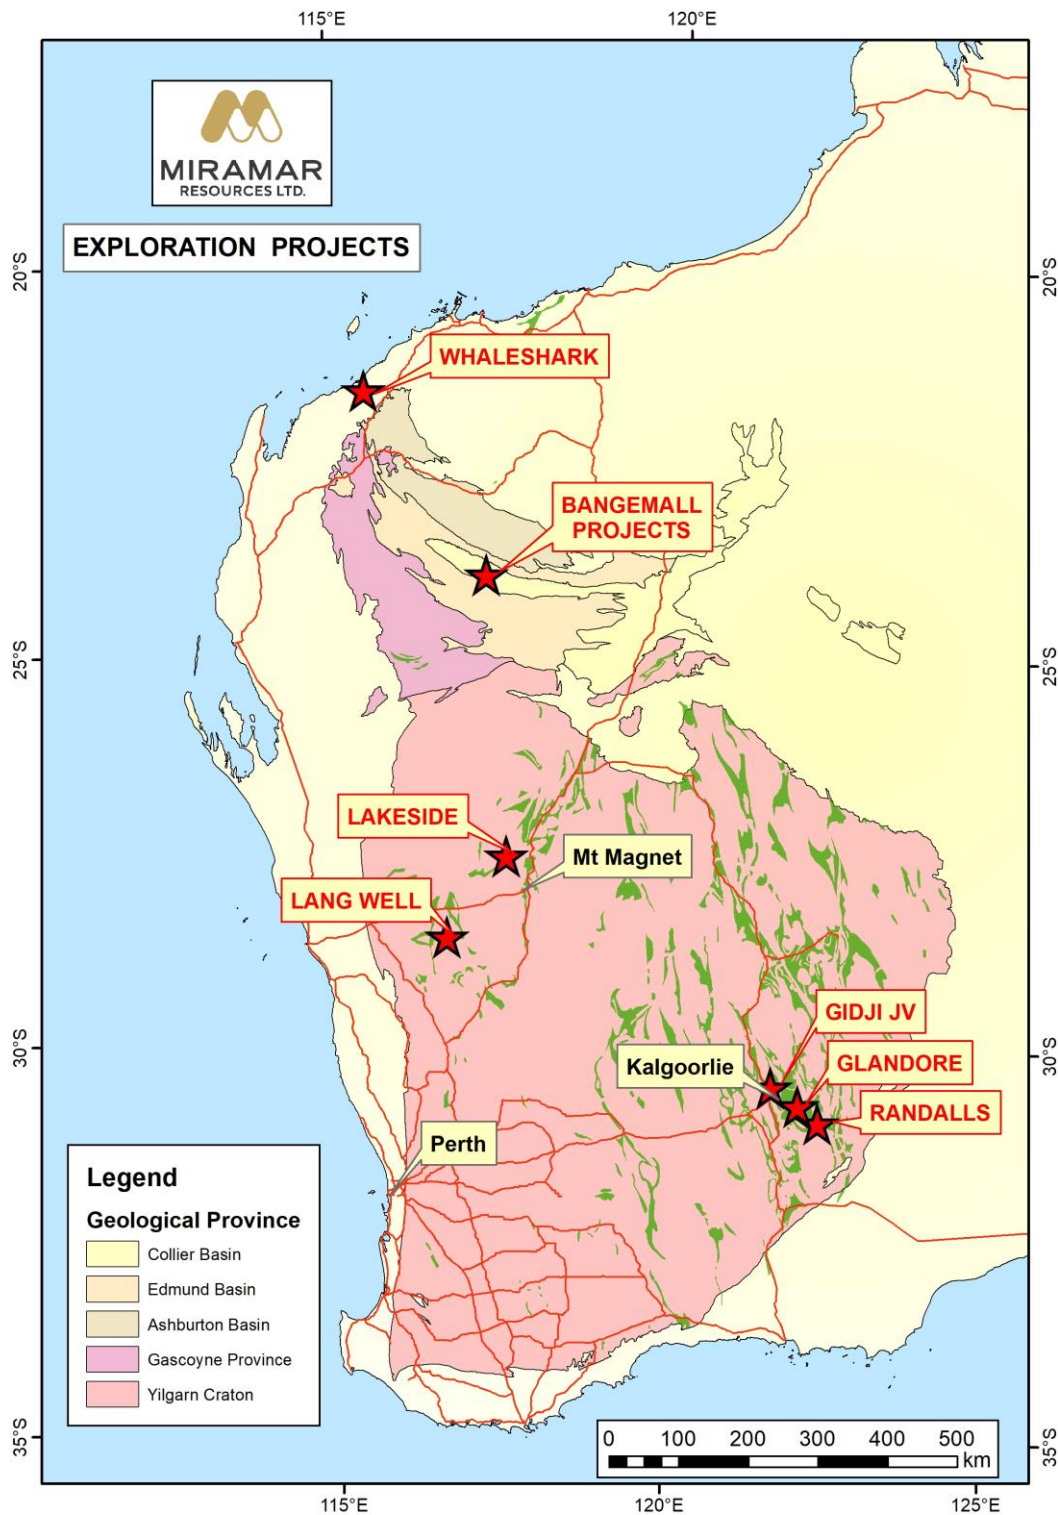 115°E
120°E
MIRAMAR
RESOURCES LTD.
EXPLORATION PROJECTS
20°S
20°S
WHALESHARK
BANGEMALL
PROJECTS
25°S
25°S
LAKESIDE
Mt Magnet
LANG WELL
GIDJI JV
30°S
30°S
Kalgoorlie
GLANDORE
RANDALLS
Perth
Legend
Geological Province
Collier Basin
Edmund Basin
Ashburton Basin
Gascoyne Province
Yilgarn Craton
35°S
35°S
0 100 200 300 400 500
km
115°E
120°E
125°E